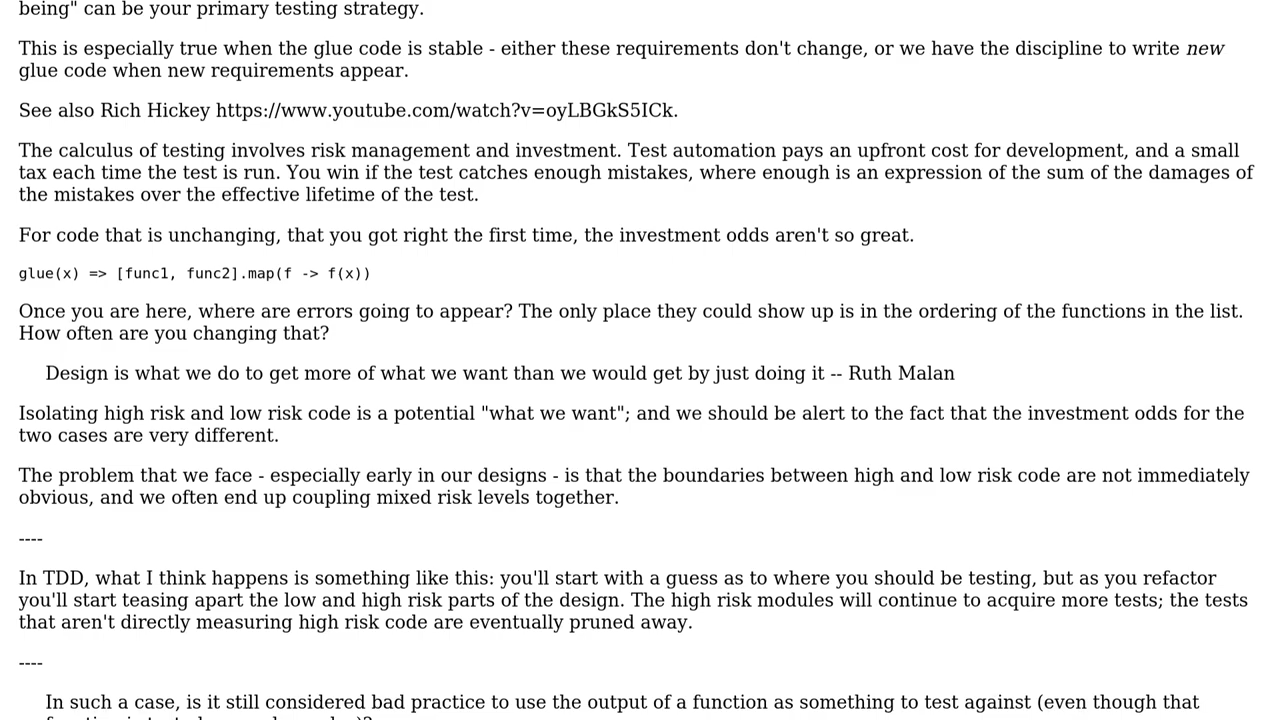 being" can be your primary testing strategy.
This is especially true when the glue code is stable - either these requirements don't change, or we have the discipline to write new
glue code when new requirements appear.
See also Rich Hickey https://www.youtube.com/watch?v=oyLBGkS5ICk.
The calculus of testing involves risk management and investment. Test automation pays an upfront cost for development, and a small
tax each time the test is run. You win if the test catches enough mistakes, where enough is an expression of the sum of the damages of
the mistakes over the effective lifetime of the test.
For code that is unchanging, that you got right the first time, the investment odds aren't so great.
glue(x) => [func1, func2].map(f -> f(x))
Once you are here, where are errors going to appear? The only place they could show up is in the ordering of the functions in the list.
How often are you changing that?
Design is what we do to get more of what we want than we would get by just doing it -- Ruth Malan
Isolating high risk and low risk code is a potential "what we want"; and we should be alert to the fact that the investment odds for the
two cases are very different.
The problem that we face - especially early in our designs - is that the boundaries between high and low risk code are not immediately
obvious, and we often end up coupling mixed risk levels together.
----
In TDD, what I think happens is something like this: you'll start with a guess as to where you should be testing, but as you refactor
you'll start teasing apart the low and high risk parts of the design. The high risk modules will continue to acquire more tests; the tests
that aren't directly measuring high risk code are eventually pruned away.
----
In such a case, is it still considered bad practice to use the output of a function as something to test against (even though that